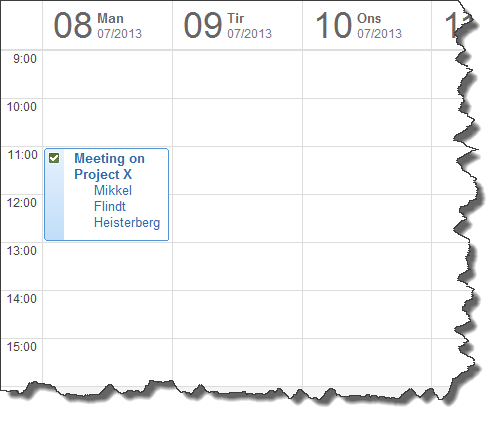 08 Man 07/2013
09 Tir 07/2013
10 Ons 07/2013
9:00
10:00
11:00
Meeting on
Project X
Mikkel
Flindt
Heisterberg
12:00
13:00
14:00
15:00